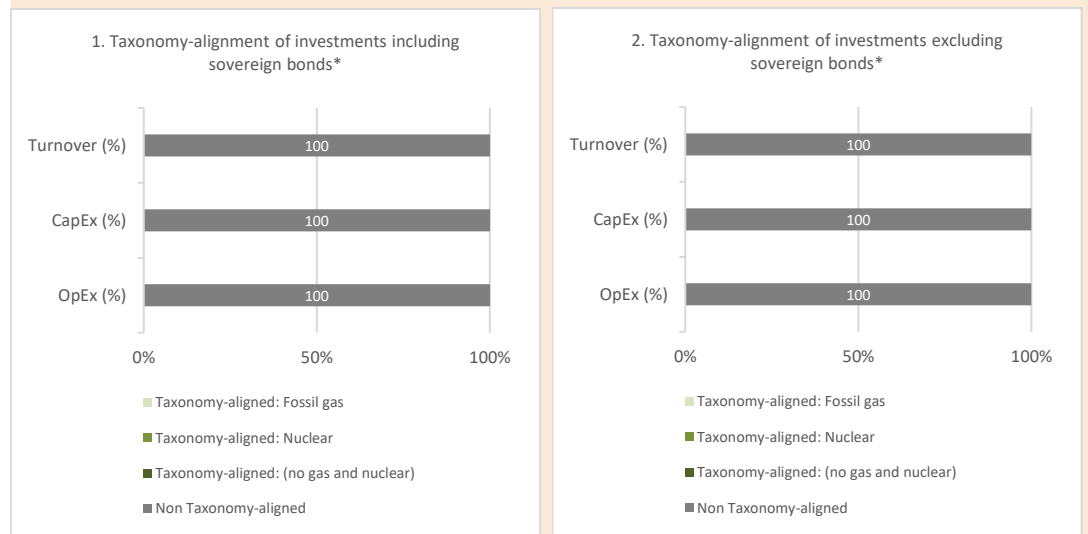 1. Taxonomy-alignment of investments including
sovereign bonds*
Turnover (%)
100
CapEx (%)
100
OpEx (%)
100
0%
50%
100%
Taxonomy-aligned: Fossil gas
Taxonomy-aligned: Nuclear
Taxonomy-aligned: (no gas and nuclear)
Non Taxonomy-aligned
2. Taxonomy-alignment of investments excluding
sovereign bonds*
Turnover (%)
100
CapEx (%)
100
OpEx (%)
100
0%
50%
100%
Taxonomy-aligned: Fossil gas
Taxonomy-aligned: Nuclear
Taxonomy-aligned: (no gas and nuclear)
Non Taxonomy-aligned